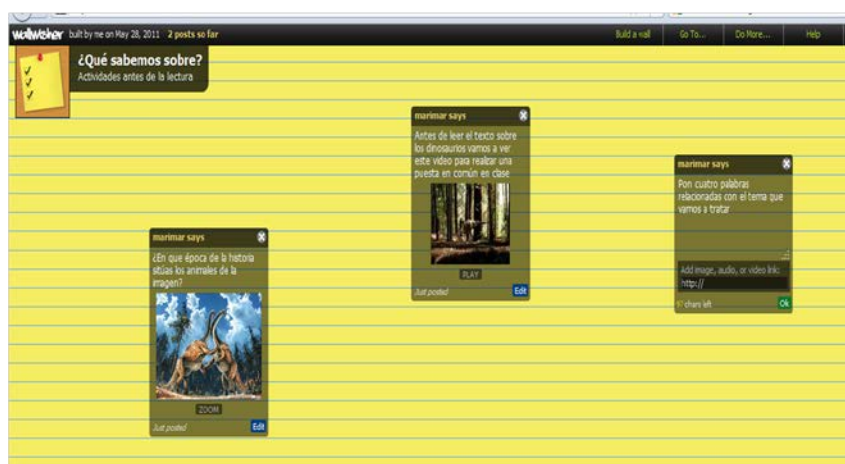 wallwisher built by me on May 28, 2011 2 posts so far Build a wall Go To... Do More... Help
¿Qué sabemos sobre?
Actividades antes de la lectura
marimar says
Antes de leer el texto sobre
los dinosaurios vamos a ver
este video para realizar una
puesta en común en clase
PLAY
Just posted Edit
marimar says
Pon cuatro palabras
relacionadas con el tema que
vamos a tratar
Add image, audio, or video link:
http://
97 chars left Ok
marimar says
¿En que época de la historia
sitúas los animales de la
imagen?
ZOOM
Just posted Edit